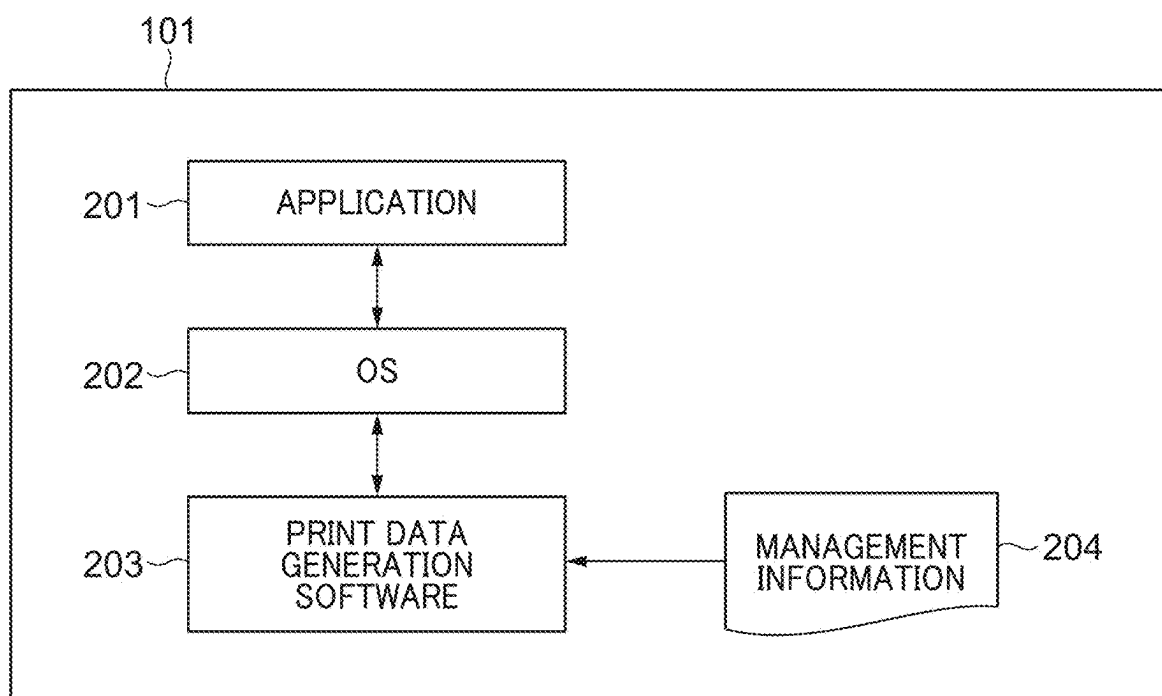 101
201
APPLICATION
202
OS
203
PRINT DATA
GENERATION
SOFTWARE
MANAGEMENT
INFORMATION
204